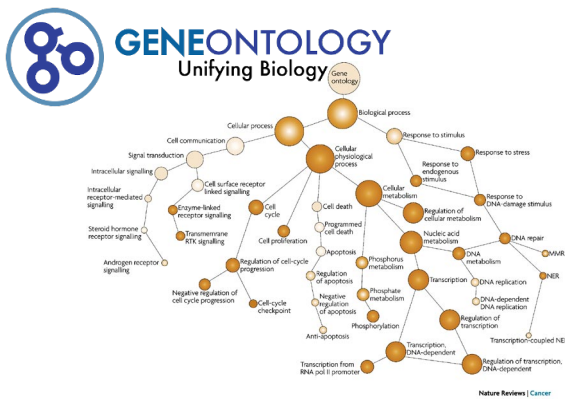 GENEONTOLOGY
Unifying Biology
Gene
ontology
Biological process
Cellular process
Response to stimulus
Cell communication
Signal transduction
Cellular
physiological
process
Response to stress
Response to
endogenous
stimulus
Intracellular signalling
Cell surface receptor
linked signalling
Intracellular
receptor-mediated
signalling
Enzyme-linked
receptor signalling
Cell
cycle
Cell death
Cellular
metabolism
Response to
DNA-damage stimulus
Regulation of
cellular metabolism
Steroid hormone
receptor signalling
Transmemrane
RTK signalling
Cell proliferation
Programmed
cell death
Nucleic acid
metabolism
DNA repair
Androgen receptor
signalling
Regulation of cell-cycle
progression
Apoptosis
Phosphorus
metabolism
DNA
metabolism
MMR
Regulation
of apoptosis
Transcription
DNA replication
NER
Negative regulation of
cell cycle progression
Cell-cycle
checkpoint
Negative
regulation
of apoptosis
Phosphate
metabolism
DNA-dependent
DNA replication
Anti-apoptosis
Phosphorylation
Regulation of
transcription
Transcription-coupled NE
Transcription,
DNA-dependent
Transcription from
RNA pol II promoter
Regulation of transcription,
DNA-dependent
Nature Reviews | Cancer